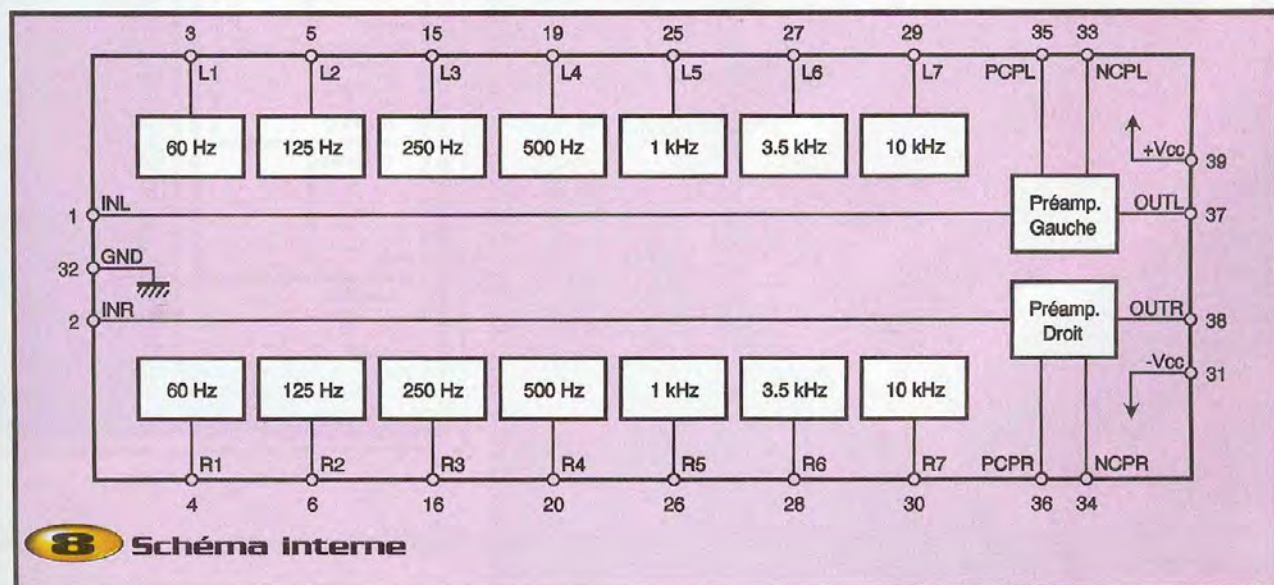 3 5 15 19 25 27 29 35 33
L1 L2 L3 L4 L5 L6 L7 PCPL NCPL
60 Hz 125 Hz 250 Hz 500 Hz 1 kHz 3.5 kHz 10 kHz
+Vcc 39
1 INL Préamp. Gauche OUTL 37
32 GND
2 INR Préamp. Droit OUTR 38
-Vcc 31
60 Hz 125 Hz 250 Hz 500 Hz 1 kHz 3.5 kHz 10 kHz
R1 R2 R3 R4 R5 R6 R7 PCPR NCPR
4 6 16 20 26 28 30 36 34
8 Schéma interne